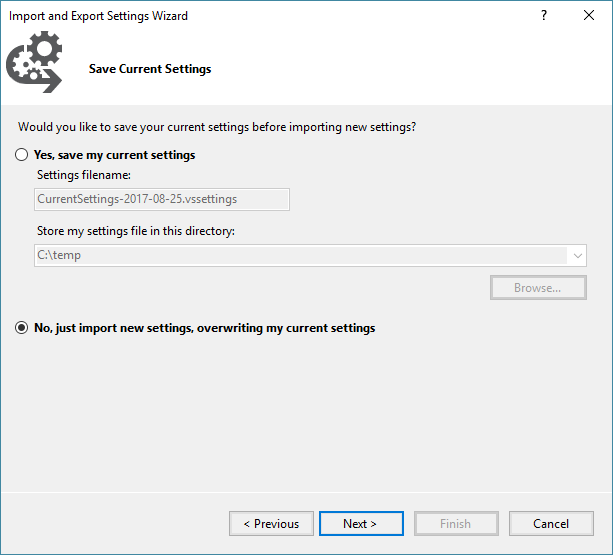 Import and Export Settings Wizard
?
Save Current Settings
Would you like to save your current settings before importing new settings?
Yes, save my current settings
Settings filename:
CurrentSettings-2017-08-25.vssettings
Store my settings file in this directory:
C:\temp
Browse...
No, just import new settings, overwriting my current settings
< Previous Next > Finish Cancel